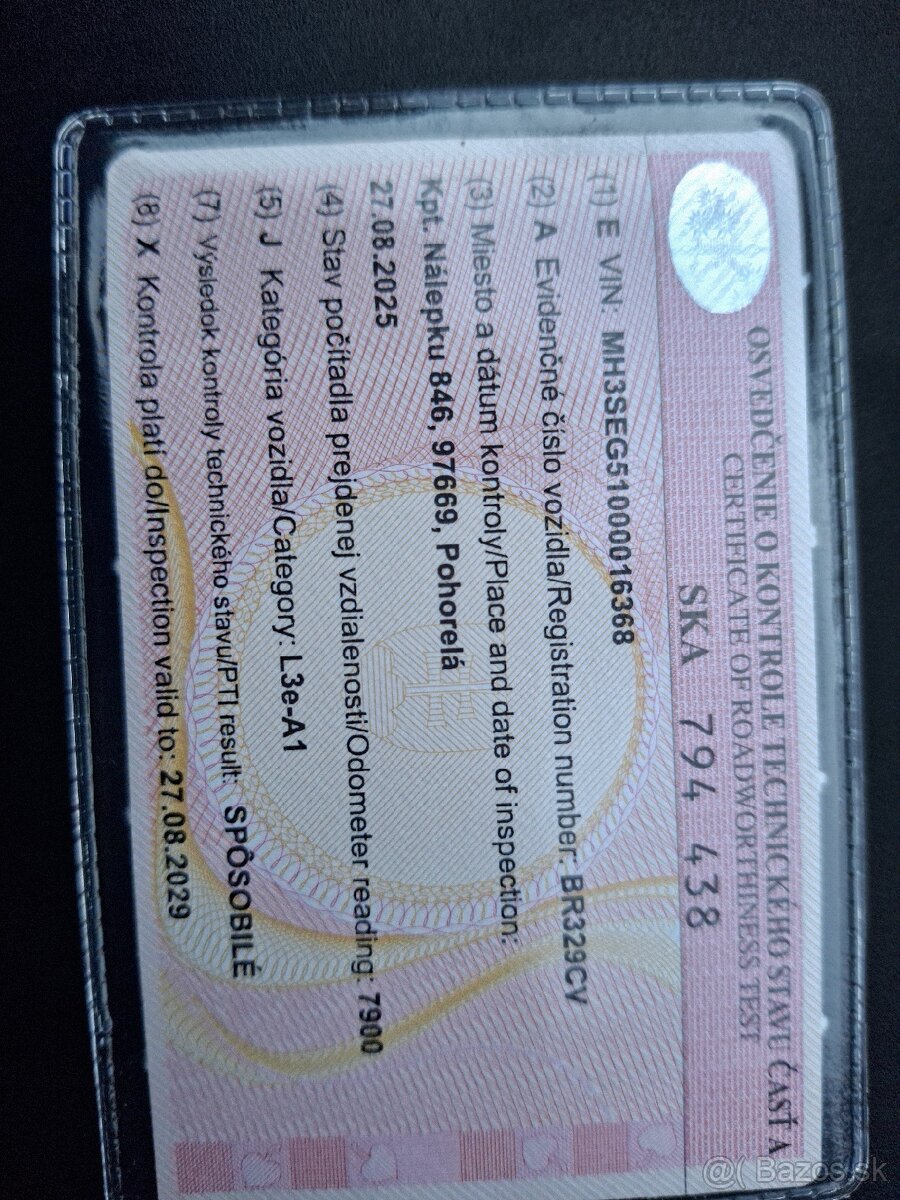 OSVEDČENIE O KONTROLE TECHNICKÉHO STAVU ČASŤ A
CERTIFICATE OF ROADWORTHINESS TEST
SKA 794 438
(1) E VIN: MH3SEG5100016368
(2) A Evidenčné číslo vozidla/Registration number: BR329CV
(3) Miesto a dátum kontroly/Place and date of inspection:
Kpt. Nálepku 846, 97669, Pohorelá
27.08.2025
(4) Stav počítadla prejdenej vzdialenosti/Odometer reading: 7900
(5) J Kategória vozidla/Category: L3e-A1
(7) Výsledok kontroly technického stavu/PTI result: SPÔSOBILÉ
(8) X Kontrola platí do/Inspection valid to: 27.08.2029
@( Bazos.sk